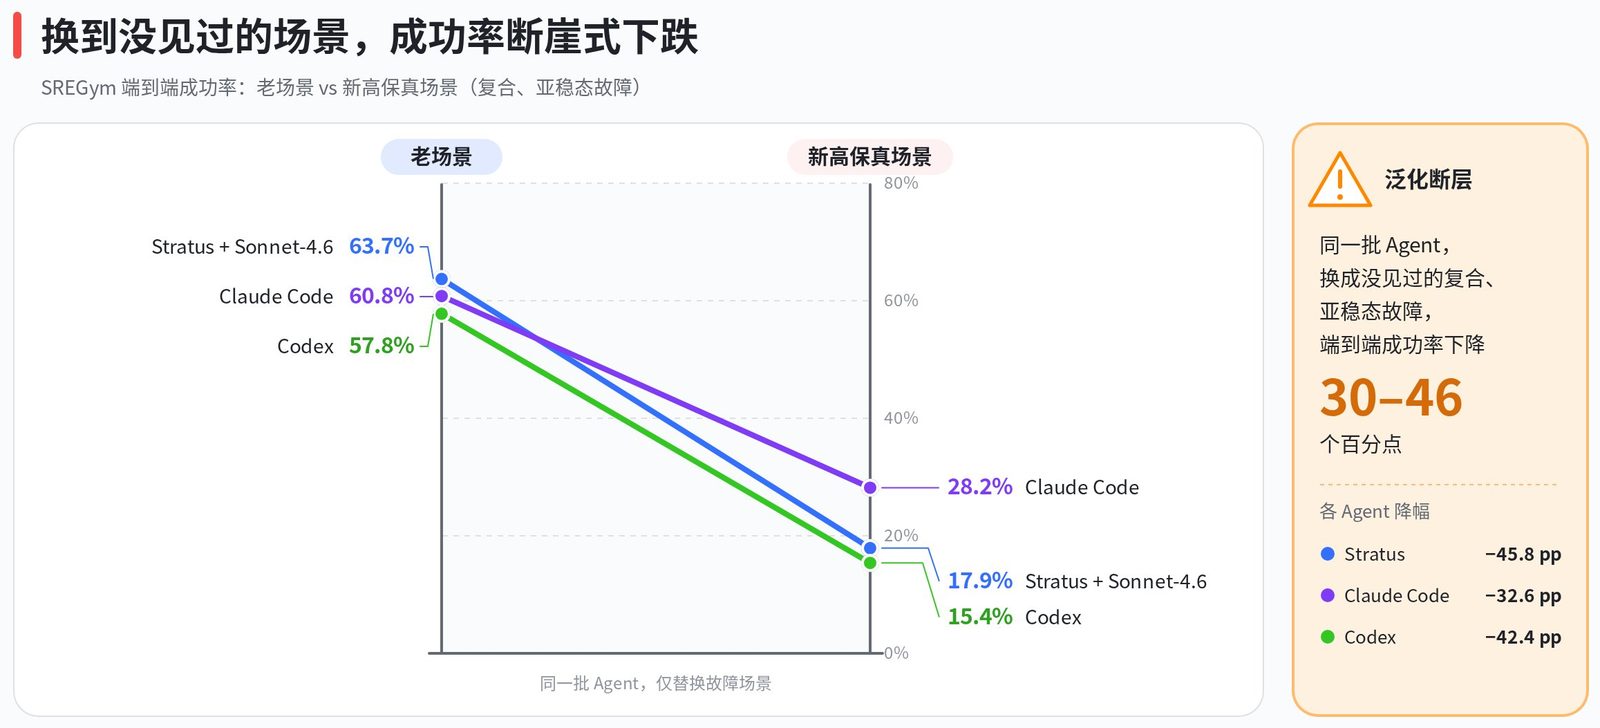 换到没见过的场景，成功率断崖式下跌
SREGym 端到端成功率：老场景 vs 新高保真场景（复合、亚稳态故障）
老场景
新高保真场景
80%
60%
40%
20%
0%
Stratus + Sonnet-4.6 63.7%
Claude Code 60.8%
Codex 57.8%
28.2% Claude Code
17.9% Stratus + Sonnet-4.6
15.4% Codex
同一批 Agent，仅替换故障场景
泛化断层
同一批 Agent，
换成没见过的复合、
亚稳态故障，
端到端成功率下降
30–46
个百分点
各 Agent 降幅
Stratus −45.8 pp
Claude Code −32.6 pp
Codex −42.4 pp